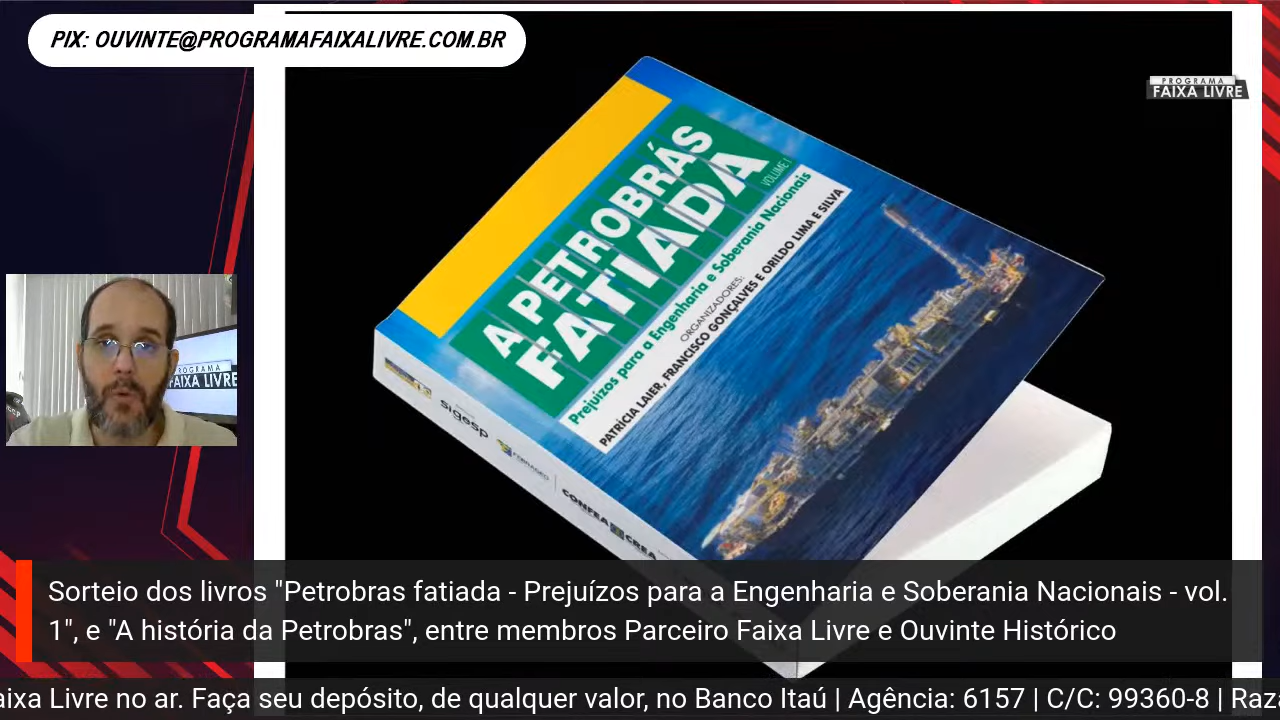 PIX: OUVINTE@PROGRAMAFAIXALIVRE.COM.BR
PROGRAMA
FAIXA LIVRE
A PETROBRÁS
FATIADA
VOLUME 1
Prejuízos para a Engenharia e Soberania Nacionais
ORGANIZADORES:
PATRÍCIA LAIER, FRANCISCO GONÇALVES E ORILDO LIMA E SILVA
sigesp
CONFEA
CREA
PROGRAMA
FAIXA LIVRE
Sorteio dos livros "Petrobras fatiada - Prejuízos para a Engenharia e Soberania Nacionais - vol.
1", e "A história da Petrobras", entre membros Parceiro Faixa Livre e Ouvinte Histórico
aixa Livre no ar. Faça seu depósito, de qualquer valor, no Banco Itaú | Agência: 6157 | C/C: 99360-8 | Raz